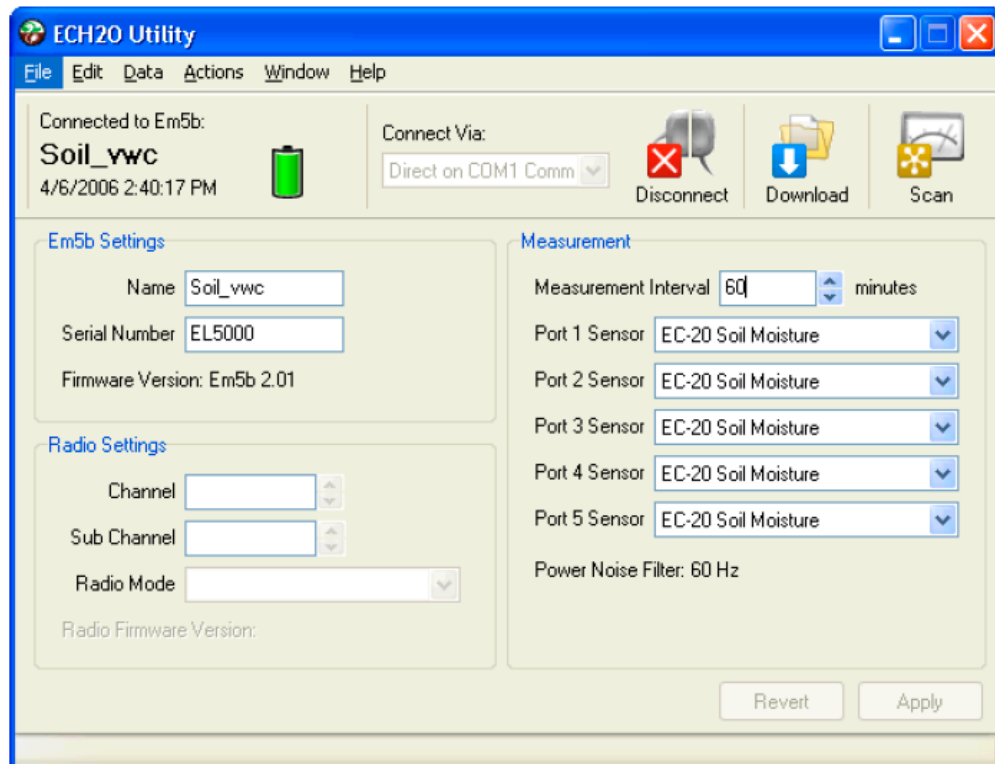 ECH2O Utility
File Edit Data Actions Window Help
Connected to Em5b:
Soil_vwc
4/6/2006 2:40:17 PM
Connect Via:
Direct on COM1 Comm
Disconnect
Download
Scan
Em5b Settings
Name Soil_vwc
Serial Number EL5000
Firmware Version: Em5b 2.01
Radio Settings
Channel
Sub Channel
Radio Mode
Radio Firmware Version:
Measurement
Measurement Interval 60 minutes
Port 1 Sensor EC-20 Soil Moisture
Port 2 Sensor EC-20 Soil Moisture
Port 3 Sensor EC-20 Soil Moisture
Port 4 Sensor EC-20 Soil Moisture
Port 5 Sensor EC-20 Soil Moisture
Power Noise Filter: 60 Hz
Revert Apply